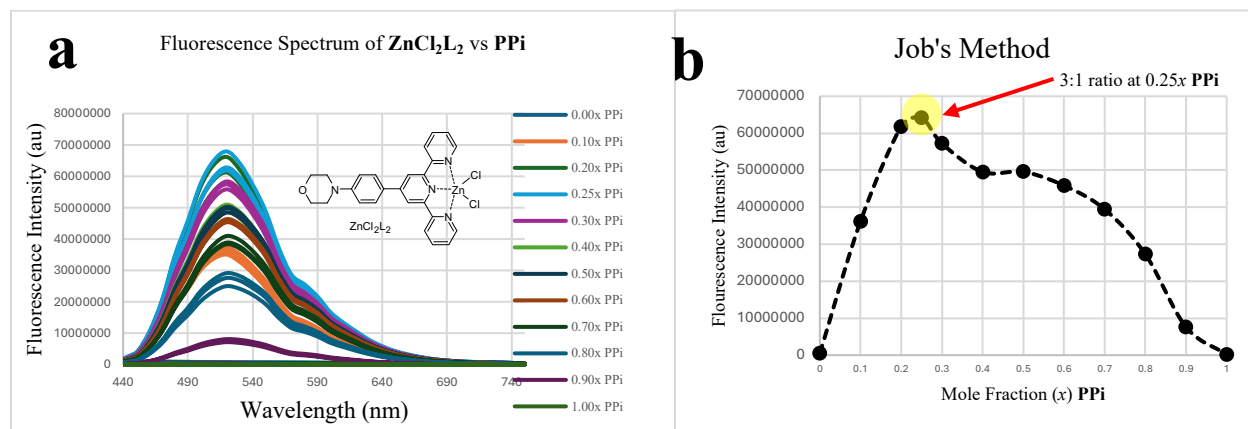 a
Fluorescence Spectrum of ZnCl₂L₂ vs PPi
Fluorescence Intensity (au)
80000000
70000000
60000000
50000000
40000000
30000000
20000000
10000000
0
440 490 540 590 640 690 740
Wavelength (nm)
O
N
N
N
N
Zn
Cl
Cl
ZnCl₂L₂
0.00x PPi
0.10x PPi
0.20x PPi
0.25x PPi
0.30x PPi
0.40x PPi
0.50x PPi
0.60x PPi
0.70x PPi
0.80x PPi
0.90x PPi
1.00x PPi
b
Job's Method
3:1 ratio at 0.25x PPi
Flourescence Intensity (au)
70000000
60000000
50000000
40000000
30000000
20000000
10000000
0
0 0.1 0.2 0.3 0.4 0.5 0.6 0.7 0.8 0.9 1
Mole Fraction (x) PPi